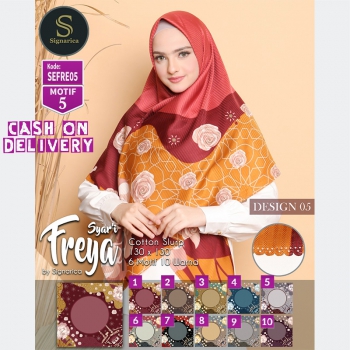 S
Signarica
Kode:
SEFRE05
MOTIF
5
CASH ON
DELIVERY
DESIGN 05
Syar'i
Freya
by Signarica
Cotton Slurp
130 x 130
6 Motif 10 Warna
1 2 3 4 5
6 7 8 9 10